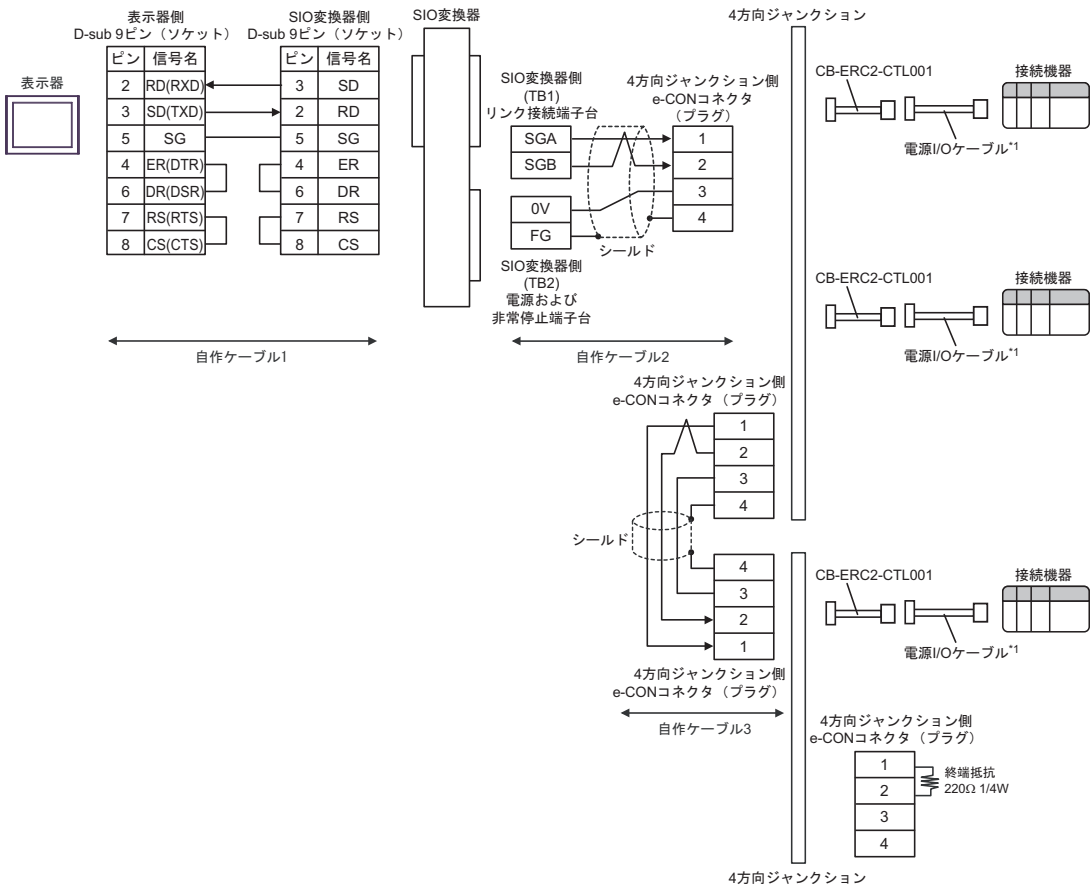 表示器
表示器側
D-sub 9ピン（ソケット）
ピン 信号名
2 RD(RXD)
3 SD(TXD)
5 SG
4 ER(DTR)
6 DR(DSR)
7 RS(RTS)
8 CS(CTS)
SIO変換器側
D-sub 9ピン（ソケット）
ピン 信号名
3 SD
2 RD
5 SG
4 ER
6 DR
7 RS
8 CS
自作ケーブル1
SIO変換器
SIO変換器側
(TB1)
リンク接続端子台
SGA
SGB
0V
FG
SIO変換器側
(TB2)
電源および
非常停止端子台
シールド
4方向ジャンクション側
e-CONコネクタ
（プラグ）
1
2
3
4
自作ケーブル2
4方向ジャンクション側
e-CONコネクタ（プラグ）
1
2
3
4
シールド
4
3
2
1
4方向ジャンクション側
e-CONコネクタ（プラグ）
自作ケーブル3
4方向ジャンクション
CB-ERC2-CTL001
接続機器
電源I/Oケーブル*1
CB-ERC2-CTL001
接続機器
電源I/Oケーブル*1
CB-ERC2-CTL001
接続機器
電源I/Oケーブル*1
4方向ジャンクション側
e-CONコネクタ（プラグ）
1
2
3
4
終端抵抗
220Ω 1/4W
4方向ジャンクション